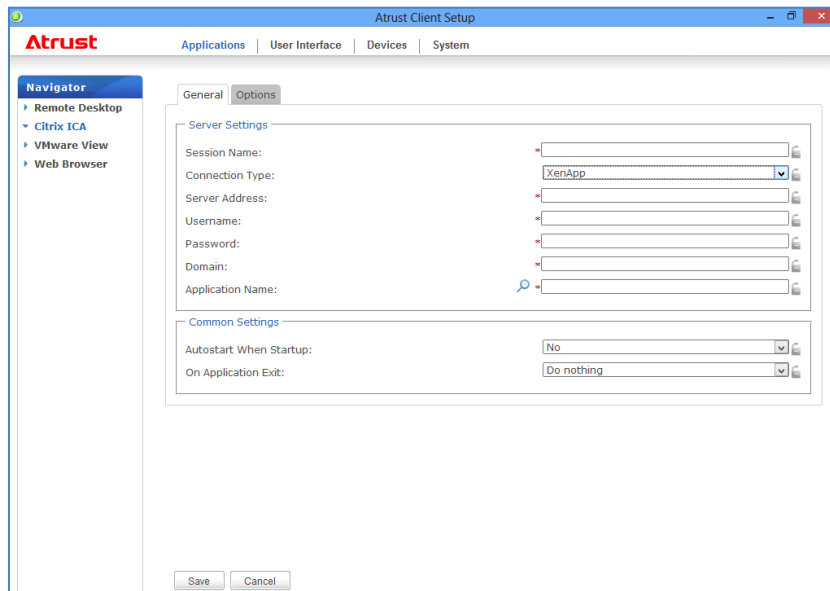 Atrust Client Setup
Atrust
Applications User Interface Devices System
Navigator
Remote Desktop
Citrix ICA
VMware View
Web Browser
General Options
Server Settings
Session Name: *
Connection Type: XenApp
Server Address: *
Username: *
Password: *
Domain: *
Application Name: *
Common Settings
Autostart When Startup: No
On Application Exit: Do nothing
Save Cancel